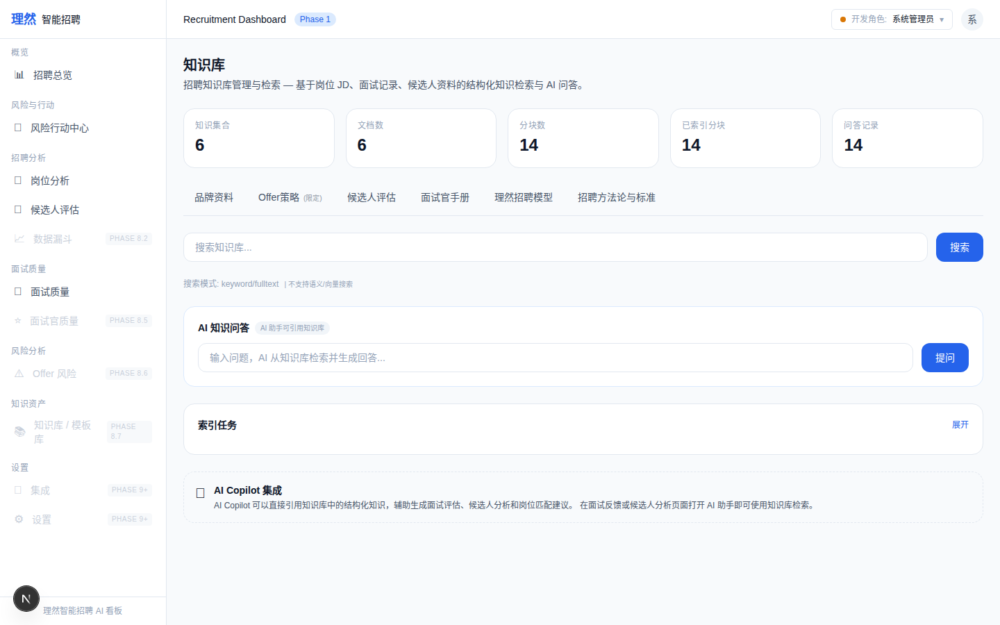 理然 智能招聘
Recruitment Dashboard Phase 1
开发角色: 系统管理员 ▾ 系
概览
招聘总览
风险与行动
风险行动中心
招聘分析
岗位分析
候选人评估
数据漏斗 PHASE 8.2
面试质量
面试质量
面试官质量 PHASE 8.5
风险分析
Offer 风险 PHASE 8.6
知识资产
知识库 / 模板
库
PHASE
8.7
设置
集成 PHASE 9+
设置 PHASE 9+
理然智能招聘 AI 看板
知识库
招聘知识库管理与检索 — 基于岗位 JD、面试记录、候选人资料的结构化知识检索与 AI 问答。
知识集合
6
文档数
6
分块数
14
已索引分块
14
问答记录
14
品牌资料 Offer策略 (限定) 候选人评估 面试官手册 理然招聘模型 招聘方法论与标准
搜索知识库... 搜索
搜索模式: keyword/fulltext | 不支持语义/向量搜索
AI 知识问答 AI 助手可引用知识库
输入问题，AI 从知识库检索并生成回答... 提问
索引任务 展开
AI Copilot 集成
AI Copilot 可以直接引用知识库中的结构化知识，辅助生成面试评估、候选人分析和岗位匹配建议。 在面试反馈或候选人分析页面打开 AI 助手即可使用知识库检索。